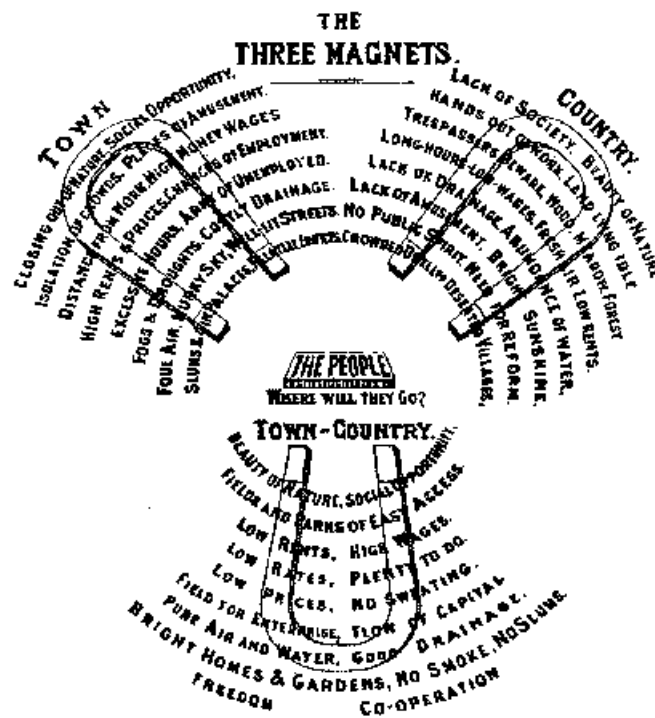 THE
THREE MAGNETS.
TOWN
CLOSING OUT OF NATURE. SOCIAL OPPORTUNITY.
ISOLATION OF CROWDS. PLACES OF AMUSEMENT.
DISTANCE FROM WORK. HIGH MONEY WAGES
HIGH RENTS & PRICES. CHANCES OF EMPLOYMENT.
EXCESSIVE HOURS. ARMY OF UNEMPLOYED.
FOGS & DROUGHTS. COSTLY DRAINAGE.
FOUL AIR. MURKY SKY. WELL-LIT STREETS.
SLUMS & GIN PALACES.
COUNTRY.
LACK OF SOCIETY. BEAUTY OF NATURE
HANDS OUT OF WORK. LAND LYING IDLE
TRESPASSERS BEWARE. WOOD, MEADOW, FOREST
LONG HOURS-LOW WAGES. FRESH AIR LOW RENTS.
LACK OF DRAINAGE. ABUNDANCE OF WATER.
LACK OF AMUSEMENT. BRIGHT SUNSHINE.
NO PUBLIC SPIRIT. NEED FOR REFORM.
CROWDED DWELLINGS DESERTED VILLAGES.
THE PEOPLE
WHERE WILL THEY GO?
TOWN-COUNTRY.
BEAUTY OF NATURE, SOCIAL OPPORTUNITY.
FIELDS AND PARKS OF EASY ACCESS.
LOW RENTS, HIGH WAGES.
LOW RATES, PLENTY TO DO.
LOW PRICES, NO SWEATING.
FIELD FOR ENTERPRISE, FLOW OF CAPITAL
PURE AIR AND WATER, GOOD DRAINAGE.
BRIGHT HOMES & GARDENS, NO SMOKE, NO SLUMS.
FREEDOM CO-OPERATION